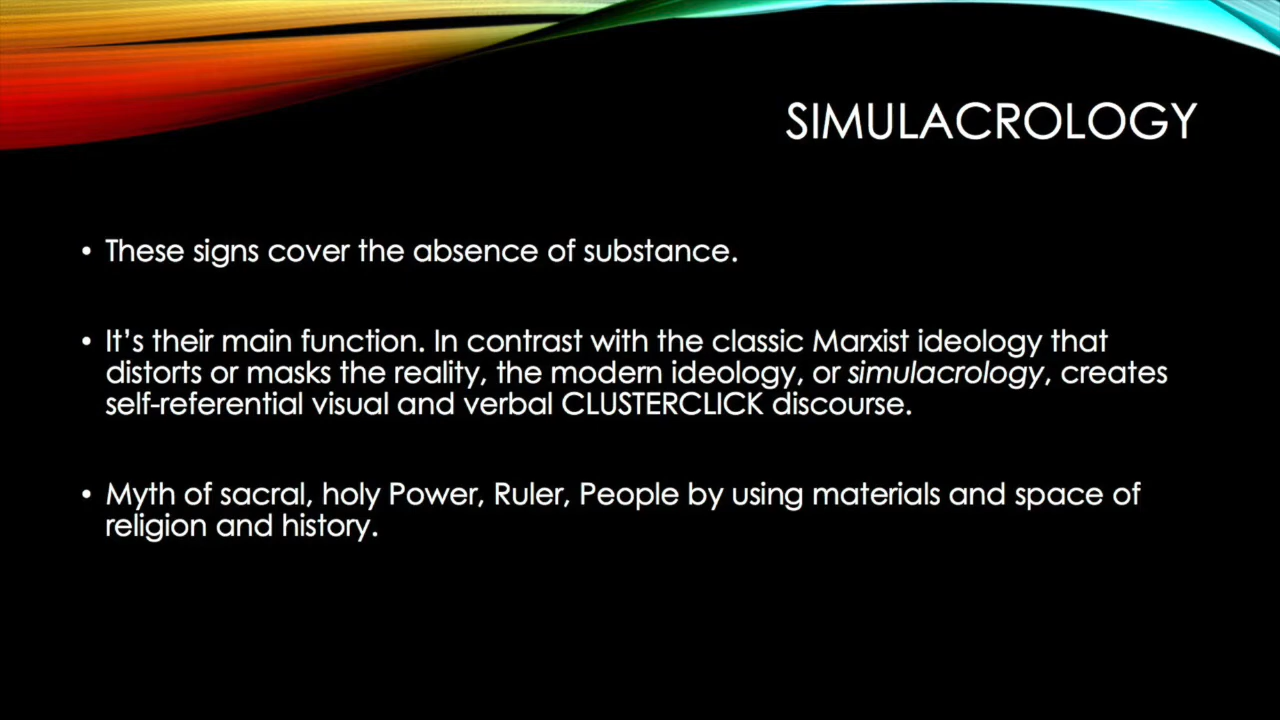 SIMULACROLOGY
• These signs cover the absence of substance.
• It's their main function. In contrast with the classic Marxist ideology that
distorts or masks the reality, the modern ideology, or simulacrology, creates
self-referential visual and verbal CLUSTERCLICK discourse.
• Myth of sacral, holy Power, Ruler, People by using materials and space of
religion and history.